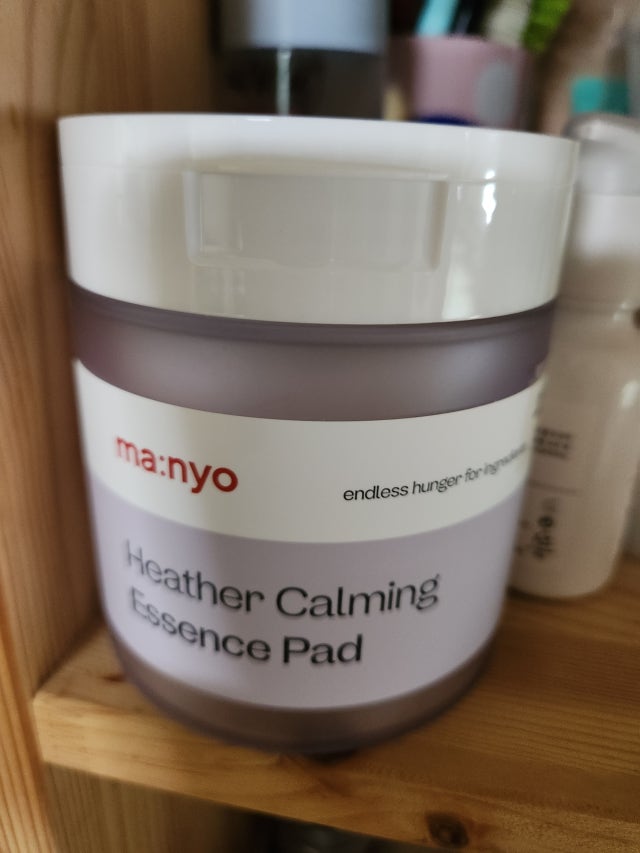 ma:nyo
endless hunger for ingredients
Heather Calming
Essence Pad